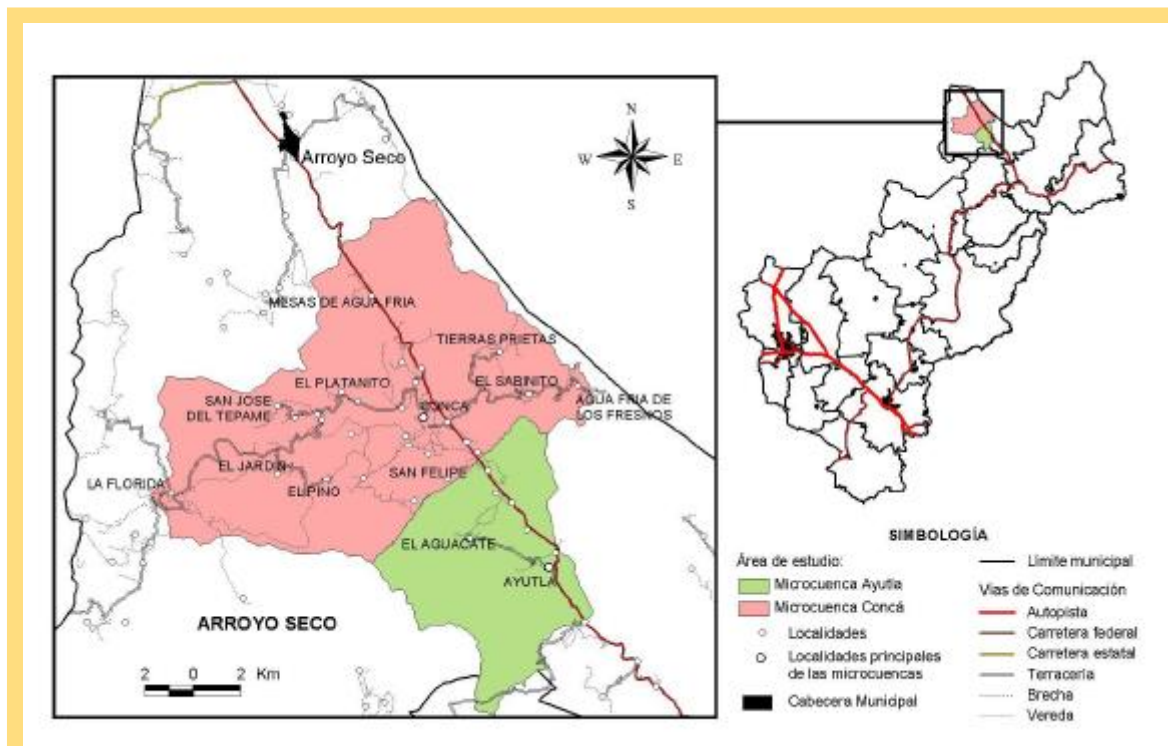 N
W E
S
Arroyo Seco
MESAS DE AGUA FRIA
TIERRAS PRIETAS
EL PLATANITO
EL SABINITO
SAN JOSE
DEL TEPAME
CONCA
AGUA FRIA DE
LOS FRESNOS
EL JARDIN
SAN FELIPE
LA FLORIDA
EL PINO
EL AGUACATE
AYUTLA
ARROYO SECO
2 0 2 Km
SIMBOLOGÍA
Área de estudio:
Microcuenca Ayutla
Microcuenca Concá
Localidades
Localidades principales
de las microcuencas
Cabecera Municipal
Límite municipal
Vías de Comunicación
Autopista
Carretera federal
Carretera estatal
Terracería
Brecha
Vereda